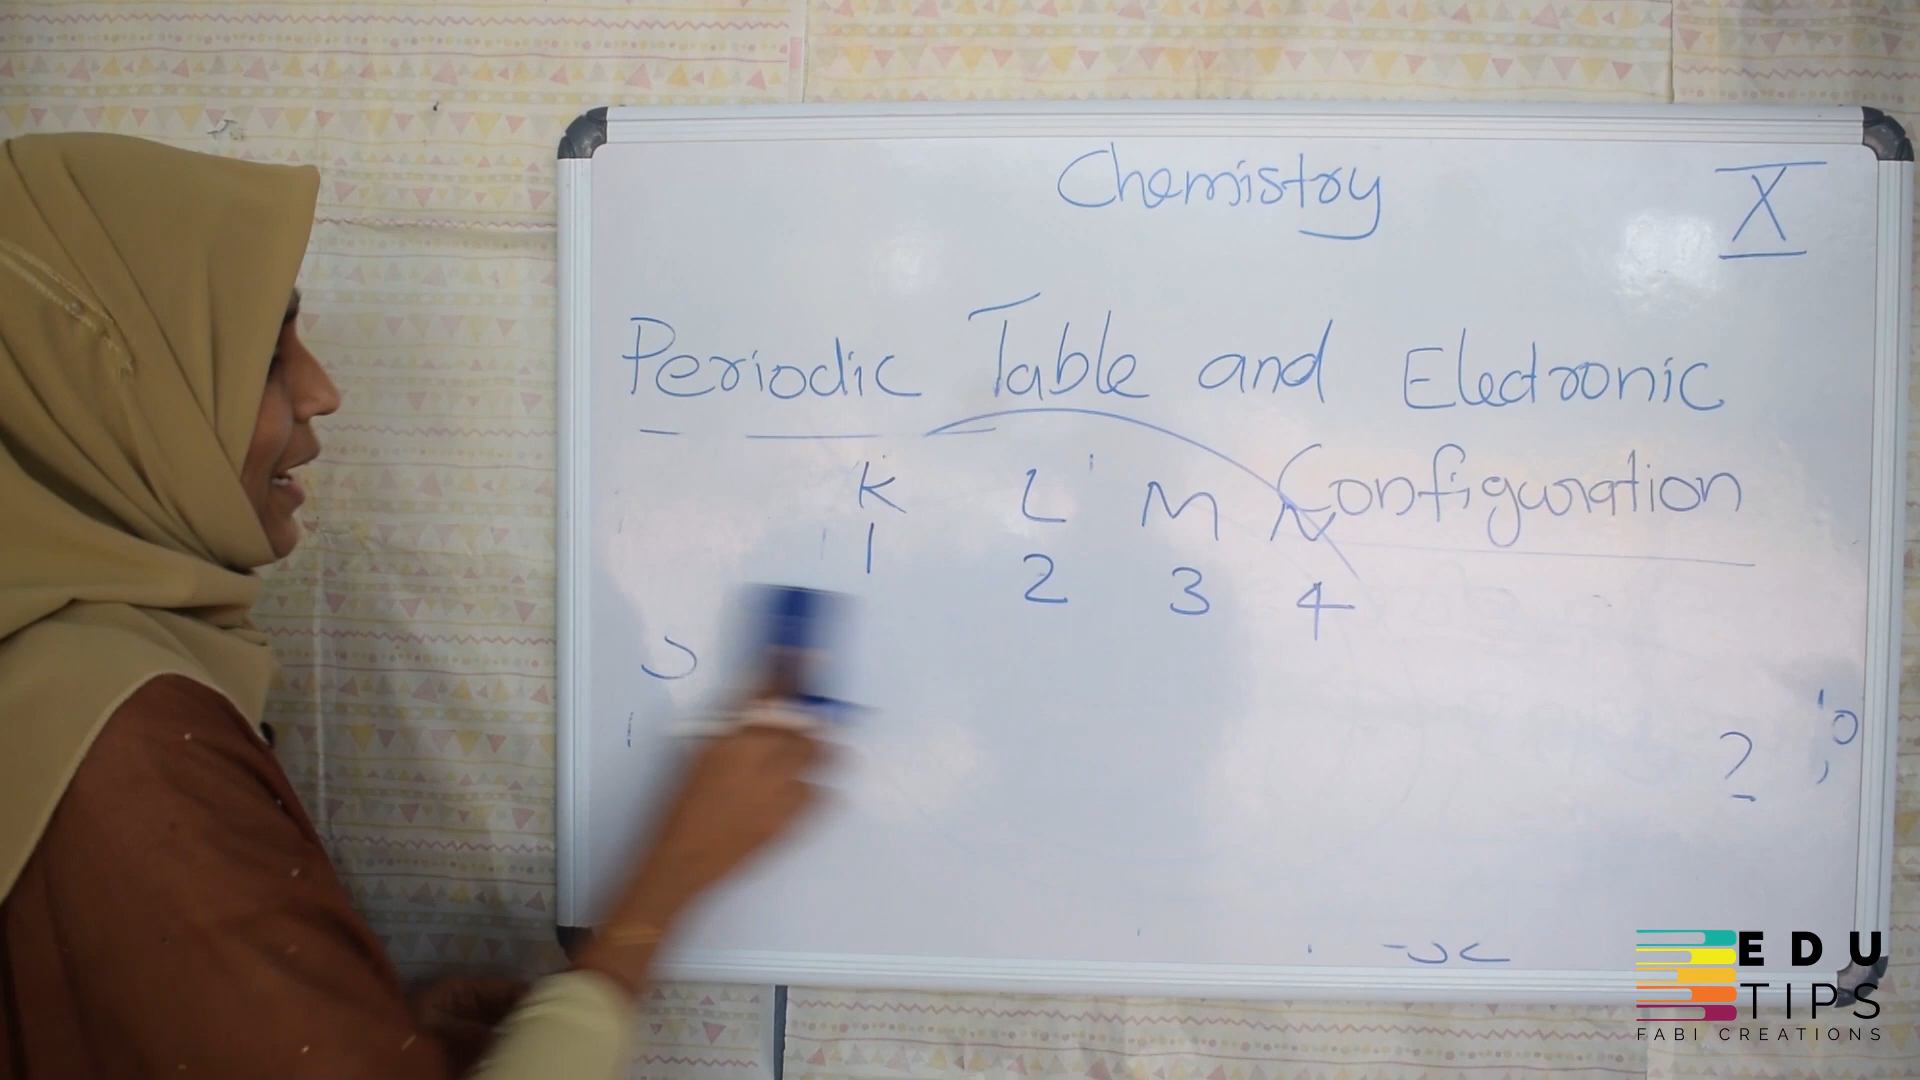 Chemistry
X
Periodic Table and Electronic
Configuration
K L M N
1 2 3 4
?
EDU
TIPS
FABI CREATIONS